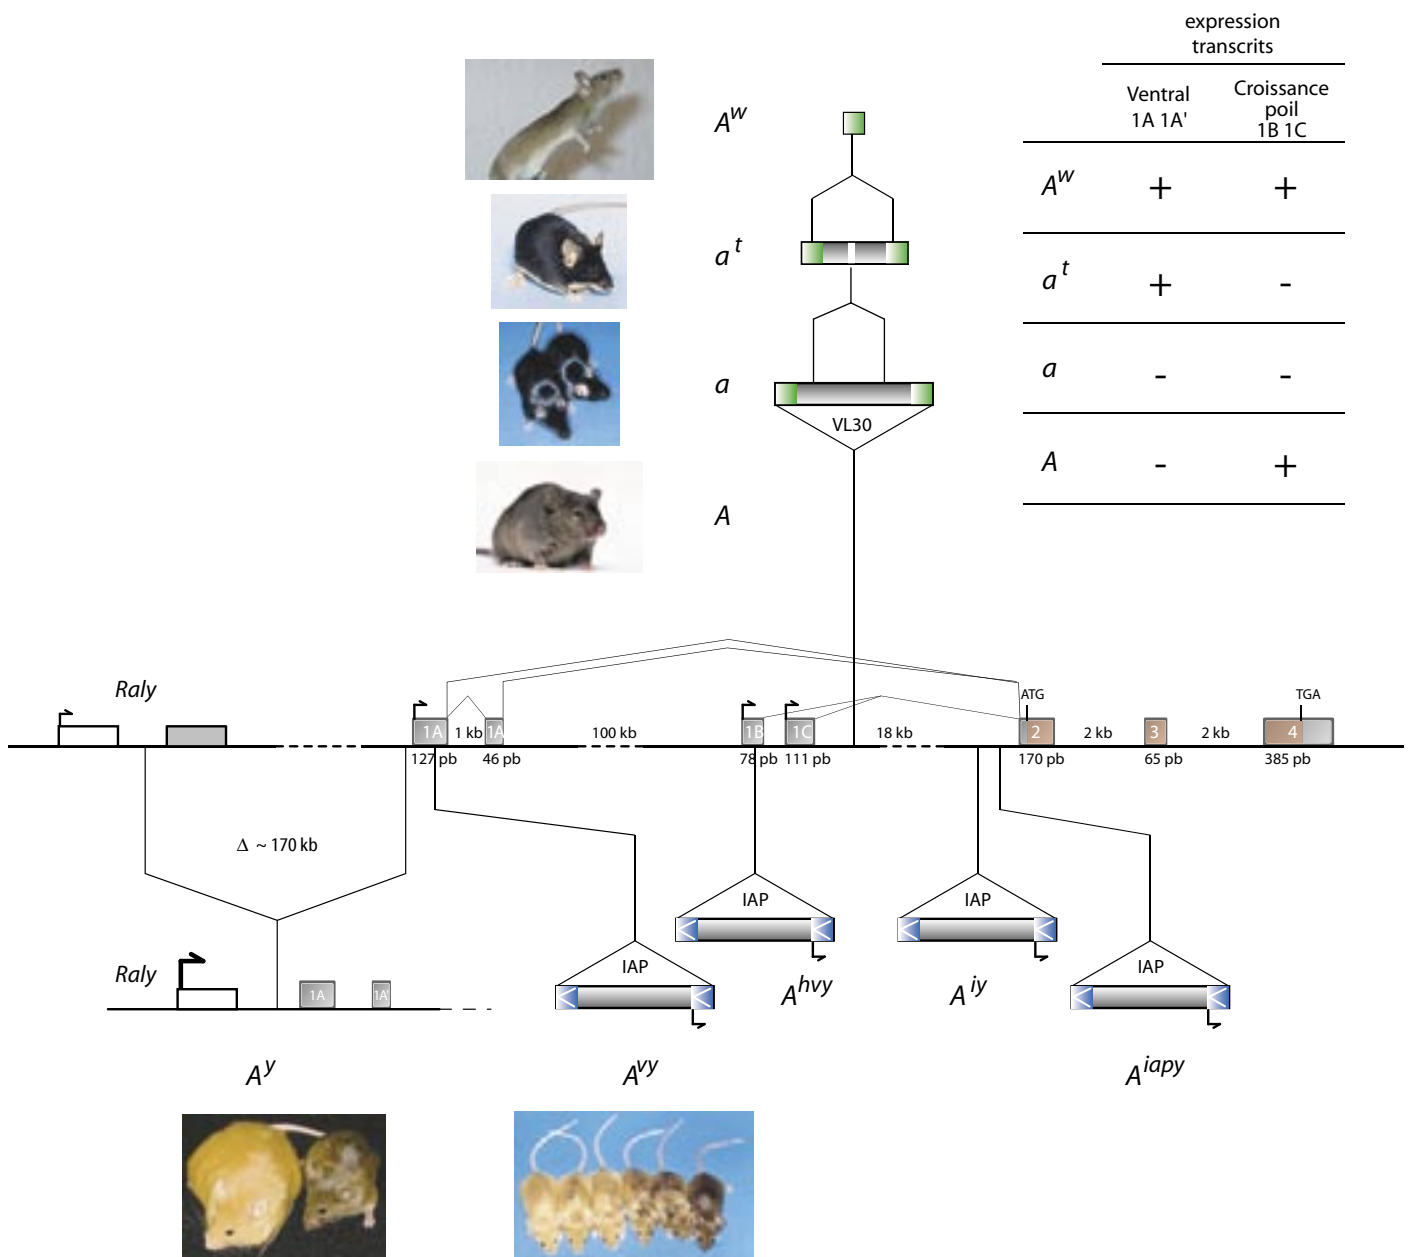 expression
transcrits
Ventral
1A 1A'
Croissance
poil
1B 1C
A^w
A^w + +
a^t
a^t + -
a
a - -
VL30
A
A - +
Raly
ATG
TGA
1A 1 kb 1A' 100 kb 1B 1C 18 kb 2 2 kb 3 2 kb 4
127 pb 46 pb 78 pb 111 pb 170 pb 65 pb 385 pb
Δ ~ 170 kb
IAP IAP
Raly IAP IAP
1A 1A'
A^hvy A^iy
A^y A^vy A^iapy